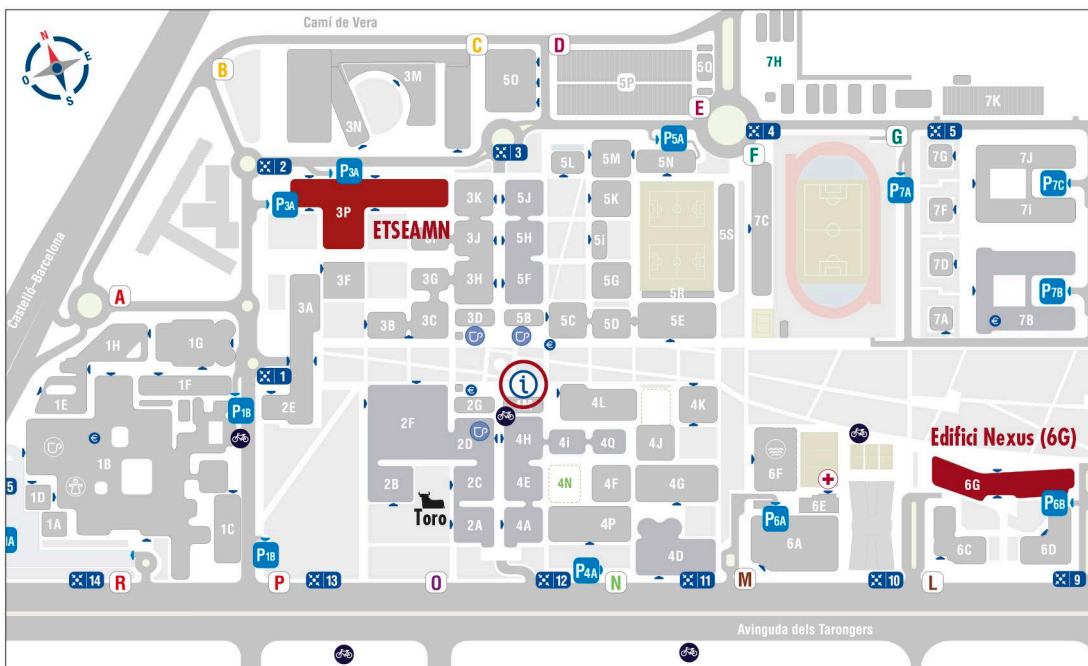 Camí de Vera
N
E
S
O
Castelló–Barcelona
B
C
D
E
F
G
A
7H
3M
3N
5O
5P
5Q
7K
2
3
4
5
P3A
P3A
P5A
P7A
P7C
P7B
3P
ETSEAMN
3K
3J
3H
3G
3F
3A
3B
3C
3D
5J
5H
5F
5B
5L
5M
5N
5K
5i
5G
5R
5S
5C
5D
5E
7C
7G
7J
7F
7i
7D
7A
7B
€
1H
1G
1F
1E
1
P1B
2E
1B
€
1D
1A
1C
5
1A
P1B
2F
2G
€
€
i
2D
2B
2C
2A
Toro
4H
4i
4Q
4L
4K
4J
4E
4N
4F
4G
4A
4P
4D
P4A
6F
6E
6A
P6A
Edifici Nexus (6G)
6G
P6B
6C
6D
14
R
P
13
O
12
N
11
M
10
L
9
Avinguda dels Tarongers